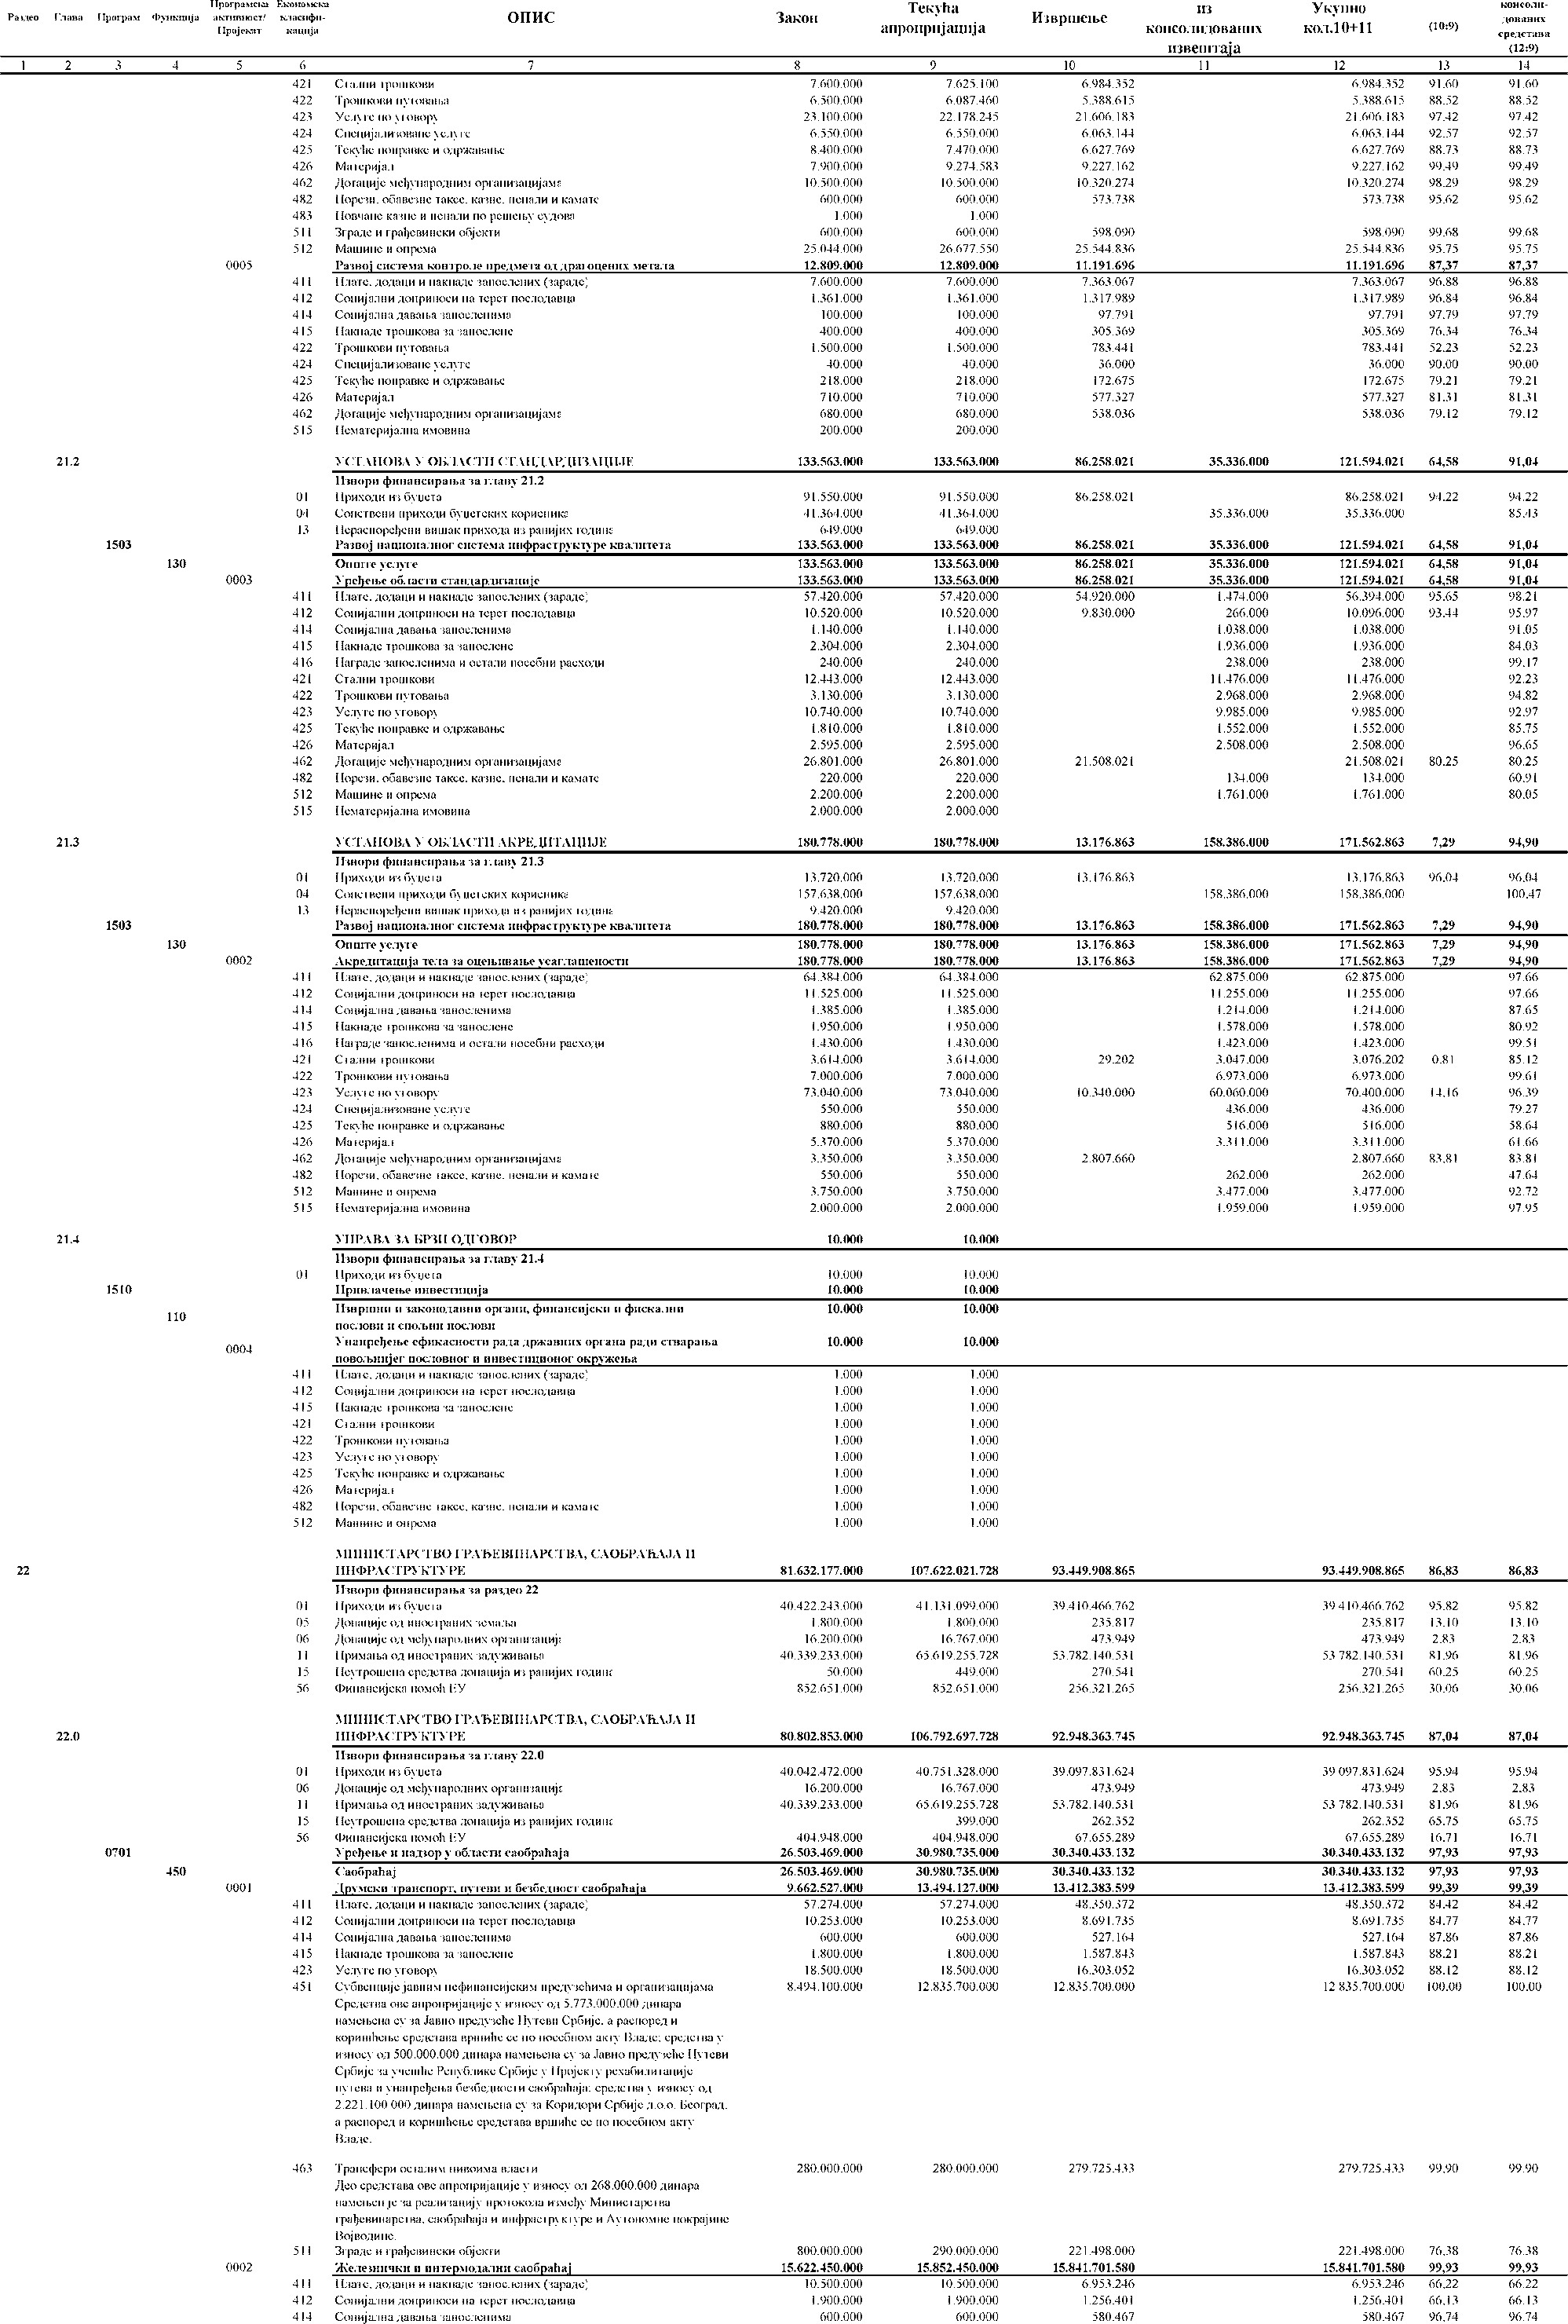 Раздео Глава Програм Функција Програмска активност/ Пројекат Економска класифи-кација ОПИС Закон Текућа апропријација Извршење из консолидованих извештаја Укупно кол.10+11 (10:9) консоли-дованих средстава (12:9)
1 2 3 4 5 6 7 8 9 10 11 12 13 14
421 Стални трошкови 7.600.000 7.625.100 6.984.352 6.984.352 91,60 91,60
422 Трошкови путовања 6.500.000 6.087.460 5.388.615 5.388.615 88,52 88,52
423 Услуге по уговору 23.100.000 22.178.245 21.606.183 21.606.183 97,42 97,42
424 Специјализоване услуге 6.550.000 6.550.000 6.063.144 6.063.144 92,57 92,57
425 Текуће поправке и одржавање 8.400.000 7.470.000 6.627.769 6.627.769 88,73 88,73
426 Материјал 7.900.000 9.274.583 9.227.162 9.227.162 99,49 99,49
462 Дотације међународним организацијама 10.500.000 10.500.000 10.320.274 10.320.274 98,29 98,29
482 Порези, обавезне таксе, казне, пенали и камате 600.000 600.000 573.738 573.738 95,62 95,62
483 Новчане казне и пенали по решењу судова 1.000 1.000
511 Зграде и грађевински објекти 600.000 600.000 598.090 598.090 99,68 99,68
512 Машине и опрема 25.044.000 26.677.550 25.544.836 25.544.836 95,75 95,75
0005 Развој система контроле предмета од драгоцених метала 12.809.000 12.809.000 11.191.696 11.191.696 87,37 87,37
411 Плате, додаци и накнаде запослених (зараде) 7.600.000 7.600.000 7.363.067 7.363.067 96,88 96,88
412 Социјални доприноси на терет послодавца 1.361.000 1.361.000 1.317.989 1.317.989 96,84 96,84
414 Социјална давања запосленима 100.000 100.000 97.791 97.791 97,79 97,79
415 Накнаде трошкова за запослене 400.000 400.000 305.369 305.369 76,34 76,34
422 Трошкови путовања 1.500.000 1.500.000 783.441 783.441 52,23 52,23
424 Специјализоване услуге 40.000 40.000 36.000 36.000 90,00 90,00
425 Текуће поправке и одржавање 218.000 218.000 172.675 172.675 79,21 79,21
426 Материјал 710.000 710.000 577.327 577.327 81,31 81,31
462 Дотације међународним организацијама 680.000 680.000 538.036 538.036 79,12 79,12
515 Нематеријална имовина 200.000 200.000
21.2 УСТАНОВА У ОБЛАСТИ СТАНДАРДИЗАЦИЈЕ 133.563.000 133.563.000 86.258.021 35.336.000 121.594.021 64,58 91,04
Извори финансирања за главу 21.2
01 Приходи из буџета 91.550.000 91.550.000 86.258.021 86.258.021 94,22 94,22
04 Сопствени приходи буџетских корисника 41.364.000 41.364.000 35.336.000 35.336.000 85,43
13 Нераспоређени вишак прихода из ранијих година 649.000 649.000
1503 Развој националног система инфраструктуре квалитета 133.563.000 133.563.000 86.258.021 35.336.000 121.594.021 64,58 91,04
130 Опште услуге 133.563.000 133.563.000 86.258.021 35.336.000 121.594.021 64,58 91,04
0003 Уређење области стандардизације 133.563.000 133.563.000 86.258.021 35.336.000 121.594.021 64,58 91,04
411 Плате, додаци и накнаде запослених (зараде) 57.420.000 57.420.000 54.920.000 1.474.000 56.394.000 95,65 98,21
412 Социјални доприноси на терет послодавца 10.520.000 10.520.000 9.830.000 266.000 10.096.000 93,44 95,97
414 Социјална давања запосленима 1.140.000 1.140.000 1.038.000 1.038.000 91,05
415 Накнаде трошкова за запослене 2.304.000 2.304.000 1.936.000 1.936.000 84,03
416 Награде запосленима и остали посебни расходи 240.000 240.000 238.000 238.000 99,17
421 Стални трошкови 12.443.000 12.443.000 11.476.000 11.476.000 92,23
422 Трошкови путовања 3.130.000 3.130.000 2.968.000 2.968.000 94,82
423 Услуге по уговору 10.740.000 10.740.000 9.985.000 9.985.000 92,97
425 Текуће поправке и одржавање 1.810.000 1.810.000 1.552.000 1.552.000 85,75
426 Материјал 2.595.000 2.595.000 2.508.000 2.508.000 96,65
462 Дотације међународним организацијама 26.801.000 26.801.000 21.508.021 21.508.021 80,25 80,25
482 Порези, обавезне таксе, казне, пенали и камате 220.000 220.000 134.000 134.000 60,91
512 Машине и опрема 2.200.000 2.200.000 1.761.000 1.761.000 80,05
515 Нематеријална имовина 2.000.000 2.000.000
21.3 УСТАНОВА У ОБЛАСТИ АКРЕДИТАЦИЈЕ 180.778.000 180.778.000 13.176.863 158.386.000 171.562.863 7,29 94,90
Извори финансирања за главу 21.3
01 Приходи из буџета 13.720.000 13.720.000 13.176.863 13.176.863 96,04 96,04
04 Сопствени приходи буџетских корисника 157.638.000 157.638.000 158.386.000 158.386.000 100,47
13 Нераспоређени вишак прихода из ранијих година 9.420.000 9.420.000
1503 Развој националног система инфраструктуре квалитета 180.778.000 180.778.000 13.176.863 158.386.000 171.562.863 7,29 94,90
130 Опште услуге 180.778.000 180.778.000 13.176.863 158.386.000 171.562.863 7,29 94,90
0002 Акредитација тела за оцењивање усаглашености 180.778.000 180.778.000 13.176.863 158.386.000 171.562.863 7,29 94,90
411 Плате, додаци и накнаде запослених (зараде) 64.384.000 64.384.000 62.875.000 62.875.000 97,66
412 Социјални доприноси на терет послодавца 11.525.000 11.525.000 11.255.000 11.255.000 97,66
414 Социјална давања запосленима 1.385.000 1.385.000 1.214.000 1.214.000 87,65
415 Накнаде трошкова за запослене 1.950.000 1.950.000 1.578.000 1.578.000 80,92
416 Награде запосленима и остали посебни расходи 1.430.000 1.430.000 1.423.000 1.423.000 99,51
421 Стални трошкови 3.614.000 3.614.000 29.202 3.047.000 3.076.202 0,81 85,12
422 Трошкови путовања 7.000.000 7.000.000 6.973.000 6.973.000 99,61
423 Услуге по уговору 73.040.000 73.040.000 10.340.000 60.060.000 70.400.000 14,16 96,39
424 Специјализоване услуге 550.000 550.000 436.000 436.000 79,27
425 Текуће поправке и одржавање 880.000 880.000 516.000 516.000 58,64
426 Материјал 5.370.000 5.370.000 3.311.000 3.311.000 61,66
462 Дотације међународним организацијама 3.350.000 3.350.000 2.807.660 2.807.660 83,81 83,81
482 Порези, обавезне таксе, казне, пенали и камате 550.000 550.000 262.000 262.000 47,64
512 Машине и опрема 3.750.000 3.750.000 3.477.000 3.477.000 92,72
515 Нематеријална имовина 2.000.000 2.000.000 1.959.000 1.959.000 97,95
21.4 УПРАВА ЗА БРЗИ ОДГОВОР 10.000 10.000
Извори финансирања за главу 21.4
01 Приходи из буџета 10.000 10.000
1510 Привлачење инвестиција 10.000 10.000
110 Извршни и законодавни органи, финансијски и фискални 10.000 10.000
послови и спољни послови
0004 Унапређење ефикасности рада државних органа ради стварања 10.000 10.000
повољнијег пословног и инвестиционог окружења
411 Плате, додаци и накнаде запослених (зараде) 1.000 1.000
412 Социјални доприноси на терет послодавца 1.000 1.000
415 Накнаде трошкова за запослене 1.000 1.000
421 Стални трошкови 1.000 1.000
422 Трошкови путовања 1.000 1.000
423 Услуге по уговору 1.000 1.000
425 Текуће поправке и одржавање 1.000 1.000
426 Материјал 1.000 1.000
482 Порези, обавезне таксе, казне, пенали и камате 1.000 1.000
512 Машине и опрема 1.000 1.000
МИНИСТАРСТВО ГРАЂЕВИНАРСТВА, САОБРАЋАЈА И
22 ИНФРАСТРУКТУРЕ 81.632.177.000 107.622.021.728 93.449.908.865 93.449.908.865 86,83 86,83
Извори финансирања за раздео 22
01 Приходи из буџета 40.422.243.000 41.131.099.000 39.410.466.762 39.410.466.762 95,82 95,82
05 Донације од иностраних земаља 1.800.000 1.800.000 235.817 235.817 13,10 13,10
06 Донације од међународних организација 16.200.000 16.767.000 473.949 473.949 2,83 2,83
11 Примања од иностраних задуживања 40.339.233.000 65.619.255.728 53.782.140.531 53.782.140.531 81,96 81,96
15 Неутрошена средства донација из ранијих година 50.000 449.000 270.541 270.541 60,25 60,25
56 Финансијска помоћ ЕУ 852.651.000 852.651.000 256.321.265 256.321.265 30,06 30,06
МИНИСТАРСТВО ГРАЂЕВИНАРСТВА, САОБРАЋАЈА И
22.0 ИНФРАСТРУКТУРЕ 80.802.853.000 106.792.697.728 92.948.363.745 92.948.363.745 87,04 87,04
Извори финансирања за главу 22.0
01 Приходи из буџета 40.042.472.000 40.751.328.000 39.097.831.624 39.097.831.624 95,94 95,94
06 Донације од међународних организација 16.200.000 16.767.000 473.949 473.949 2,83 2,83
11 Примања од иностраних задуживања 40.339.233.000 65.619.255.728 53.782.140.531 53.782.140.531 81,96 81,96
15 Неутрошена средства донација из ранијих година 399.000 262.352 262.352 65,75 65,75
56 Финансијска помоћ ЕУ 404.948.000 404.948.000 67.655.289 67.655.289 16,71 16,71
0701 Уређење и надзор у области саобраћаја 26.503.469.000 30.980.735.000 30.340.433.132 30.340.433.132 97,93 97,93
450 Саобраћај 26.503.469.000 30.980.735.000 30.340.433.132 30.340.433.132 97,93 97,93
0001 Друмски транспорт, путеви и безбедност саобраћаја 9.662.527.000 13.494.127.000 13.412.383.599 13.412.383.599 99,39 99,39
411 Плате, додаци и накнаде запослених (зараде) 57.274.000 57.274.000 48.350.372 48.350.372 84,42 84,42
412 Социјални доприноси на терет послодавца 10.253.000 10.253.000 8.691.735 8.691.735 84,77 84,77
414 Социјална давања запосленима 600.000 600.000 527.164 527.164 87,86 87,86
415 Накнаде трошкова за запослене 1.800.000 1.800.000 1.587.843 1.587.843 88,21 88,21
423 Услуге по уговору 18.500.000 18.500.000 16.303.052 16.303.052 88,12 88,12
451 Субвенције јавним нефинансијским предузећима и организацијама 8.494.100.000 12.835.700.000 12.835.700.000 12.835.700.000 100,00 100,00
Средства ове апропријације у износу од 5.773.000.000 динара
намењена су за Јавно предузеће Путеви Србије, а распоред и
коришћење средстава вршиће се по посебном акту Владе; средства у
износу од 500.000.000 динара намењена су за Јавно предузеће Путеви
Србије за учешће Републике Србије у Пројекту рехабилитације
путева и унапређења безбедности саобраћаја; средства у износу од
2.221.100.000 динара намењена су за Коридори Србије д.о.о. Београд,
а распоред и коришћење средстава вршиће се по посебном акту
Владе.
463 Трансфери осталим нивоима власти 280.000.000 280.000.000 279.725.433 279.725.433 99,90 99,90
Део средстава ове апропријације у износу од 268.000.000 динара
намењен је за реализацију протокола између Министарства
грађевинарства, саобраћаја и инфраструктуре и Аутономне покрајине
Војводине.
511 Зграде и грађевински објекти 800.000.000 290.000.000 221.498.000 221.498.000 76,38 76,38
0002 Железнички и интермодални саобраћај 15.622.450.000 15.852.450.000 15.841.701.580 15.841.701.580 99,93 99,93
411 Плате, додаци и накнаде запослених (зараде) 10.500.000 10.500.000 6.953.246 6.953.246 66,22 66,22
412 Социјални доприноси на терет послодавца 1.900.000 1.900.000 1.256.401 1.256.401 66,13 66,13
414 Социјална давања запосленима 600.000 600.000 580.467 580.467 96,74 96,74